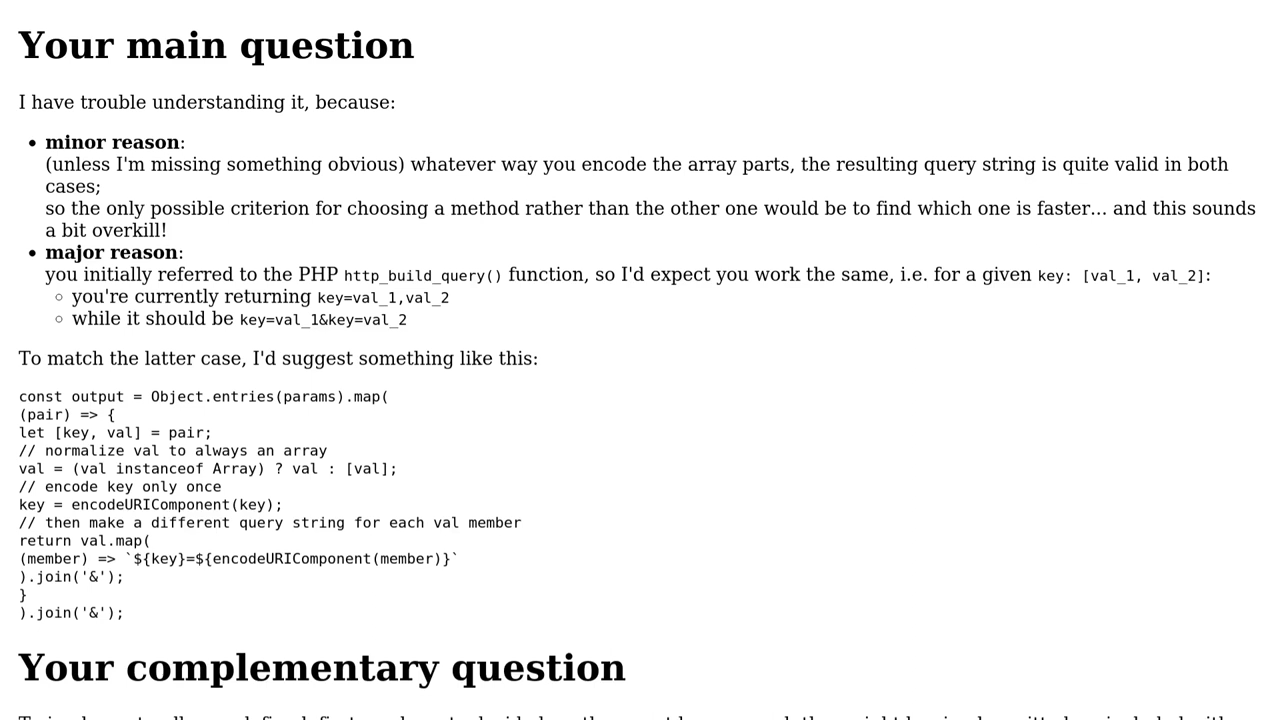 Your main question
I have trouble understanding it, because:
• minor reason:
(unless I'm missing something obvious) whatever way you encode the array parts, the resulting query string is quite valid in both
cases;
so the only possible criterion for choosing a method rather than the other one would be to find which one is faster... and this sounds
a bit overkill!
• major reason:
you initially referred to the PHP http_build_query() function, so I'd expect you work the same, i.e. for a given key: [val_1, val_2]:
◦ you're currently returning key=val_1,val_2
◦ while it should be key=val_1&key=val_2
To match the latter case, I'd suggest something like this:
const output = Object.entries(params).map(
(pair) => {
let [key, val] = pair;
// normalize val to always an array
val = (val instanceof Array) ? val : [val];
// encode key only once
key = encodeURIComponent(key);
// then make a different query string for each val member
return val.map(
(member) => `${key}=${encodeURIComponent(member)}`
).join('&');
}
).join('&');
Your complementary question